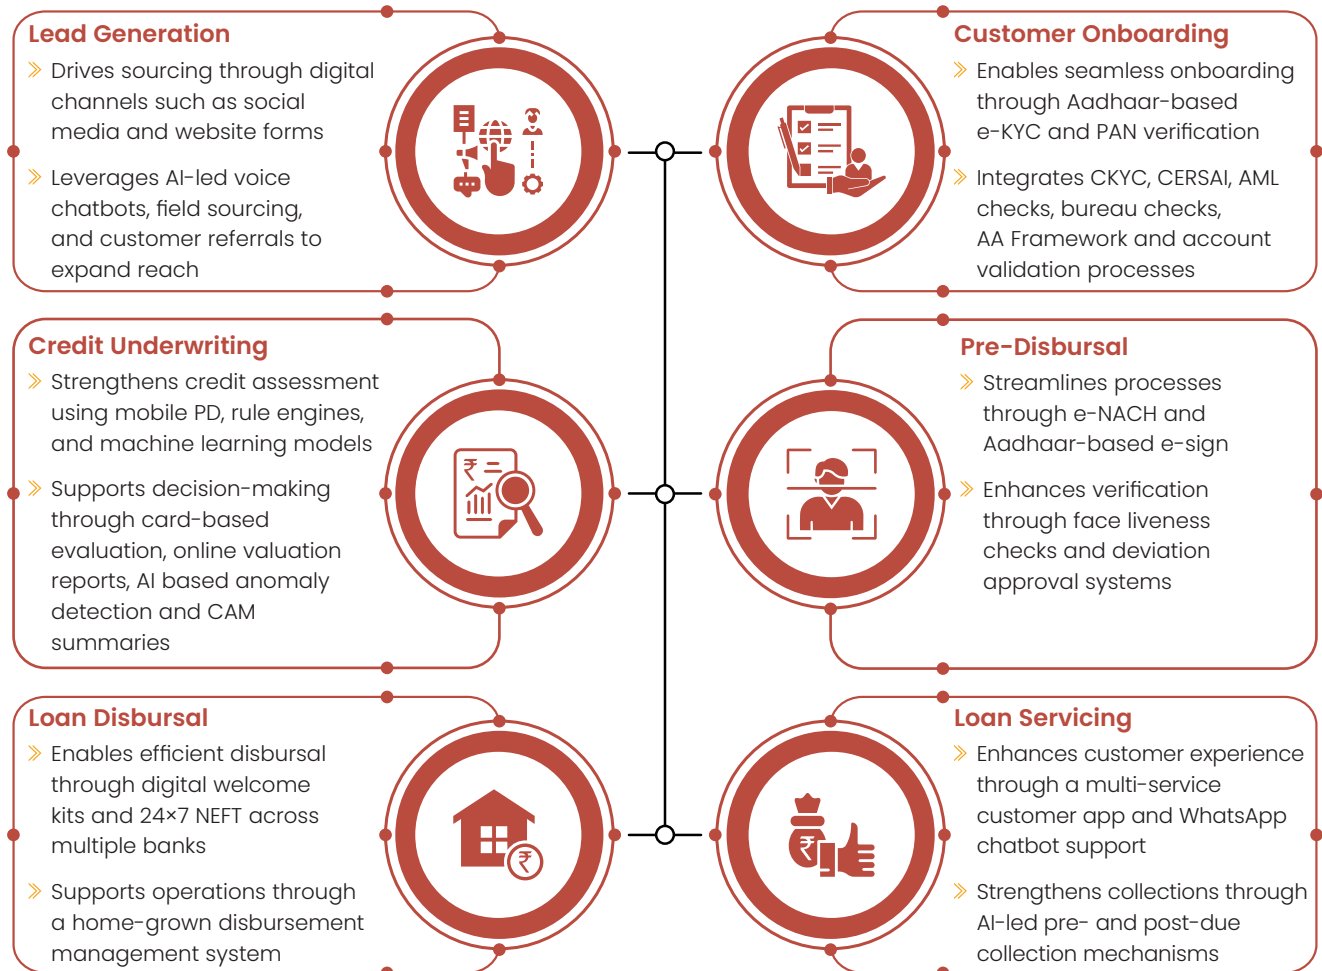 Lead Generation
Drives sourcing through digital
channels such as social
media and website forms
Leverages AI-led voice
chatbots, field sourcing,
and customer referrals to
expand reach
Customer Onboarding
Enables seamless onboarding
through Aadhaar-based
e-KYC and PAN verification
Integrates CKYC, CERSAI, AML
checks, bureau checks,
AA Framework and account
validation processes
Credit Underwriting
Strengthens credit assessment
using mobile PD, rule engines,
and machine learning models
Supports decision-making
through card-based
evaluation, online valuation
reports, AI based anomaly
detection and CAM
summaries
₹
Pre-Disbursal
Streamlines processes
through e-NACH and
Aadhaar-based e-sign
Enhances verification
through face liveness
checks and deviation
approval systems
Loan Disbursal
Enables efficient disbursal
through digital welcome
kits and 24×7 NEFT across
multiple banks
Supports operations through
a home-grown disbursement
management system
₹
Loan Servicing
Enhances customer experience
through a multi-service
customer app and WhatsApp
chatbot support
Strengthens collections through
AI-led pre- and post-due
collection mechanisms
₹